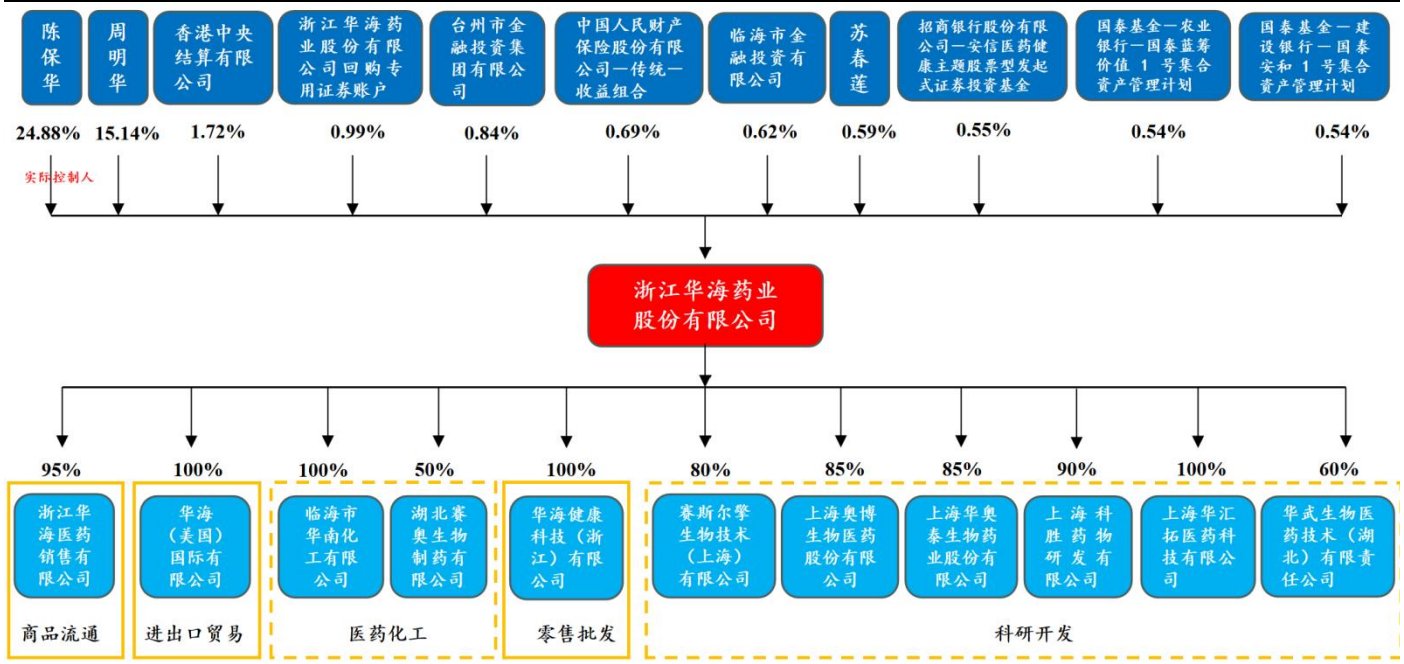 陈
保
华
周
明
华
香港中央
结算有限
公司
浙江华海药
业股份有限
公司回购专
用证券账户
台州市金
融投资集
团有限公
司
中国人民财产
保险股份有限
公司—传统—
收益组合
临海市金
融投资有
限公司
苏
春
莲
招商银行股份有限
公司—安信医药健
康主题股票型发起
式证券投资基金
国泰基金—农业
银行—国泰蓝筹
价值 1 号集合
资产管理计划
国泰基金—建
设银行—国泰
安和 1 号集合
资产管理计划
24.88%
15.14%
1.72%
0.99%
0.84%
0.69%
0.62%
0.59%
0.55%
0.54%
0.54%
实际控制人
浙江华海药业
股份有限公司
95%
100%
100%
50%
100%
80%
85%
85%
90%
100%
60%
浙江华
海医药
销售有
限公司
华海
（美国）
国际有
限公司
临海市
华南化
工有限
公司
湖北赛
奥生物
制药有
限公司
华海健康
科技（浙
江）有限
公司
赛斯尔擎
生物技术
（上海）
有限公司
上海奥博
生物医药
股份有限
公司
上海华奥
泰生物药
业股份有
限公司
上海科
胜药物
研发有
限公司
上海华汇
拓医药科
技有限公
司
华武生物医
药技术（湖
北）有限责
任公司
商品流通
进出口贸易
医药化工
零售批发
科研开发